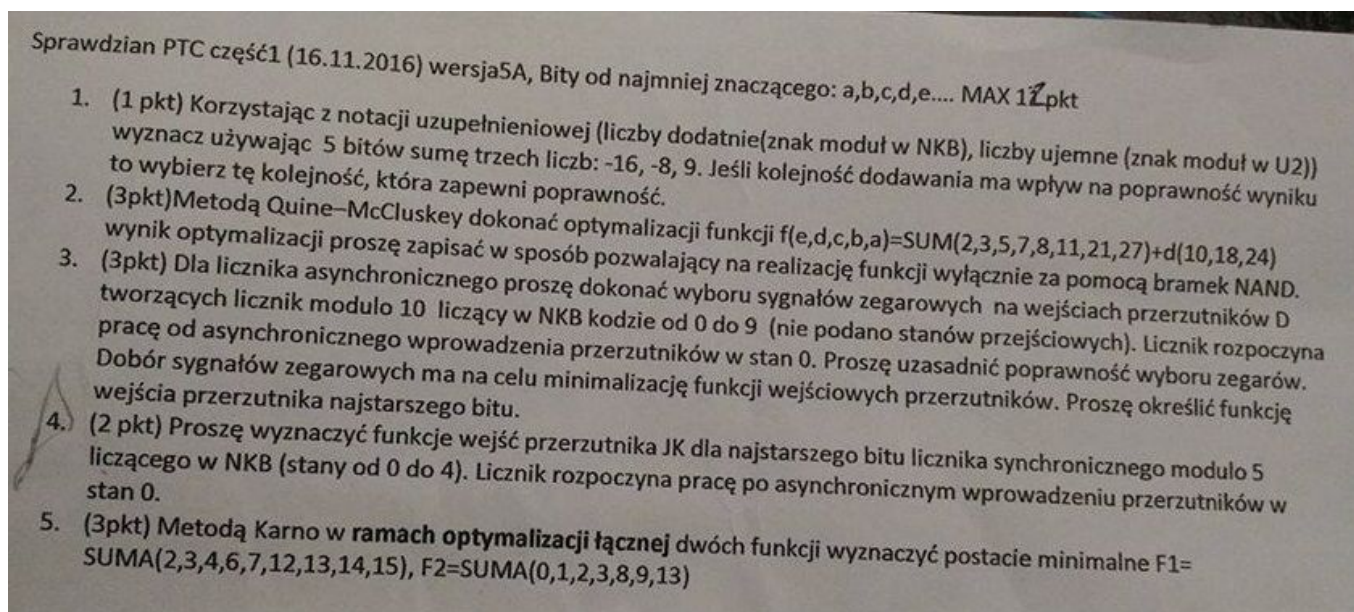 Sprawdzian PTC część1 (16.11.2016) wersja5A, Bity od najmniej znaczącego: a,b,c,d,e.... MAX 12pkt
1. (1 pkt) Korzystając z notacji uzupełnieniowej (liczby dodatnie(znak moduł w NKB), liczby ujemne (znak moduł w U2))
wyznacz używając 5 bitów sumę trzech liczb: -16, -8, 9. Jeśli kolejność dodawania ma wpływ na poprawność wyniku
to wybierz tę kolejność, która zapewni poprawność.
2. (3pkt)Metodą Quine–McCluskey dokonać optymalizacji funkcji f(e,d,c,b,a)=SUM(2,3,5,7,8,11,21,27)+d(10,18,24)
wynik optymalizacji proszę zapisać w sposób pozwalający na realizację funkcji wyłącznie za pomocą bramek NAND.
3. (3pkt) Dla licznika asynchronicznego proszę dokonać wyboru sygnałów zegarowych na wejściach przerzutników D
tworzących licznik modulo 10 liczący w NKB kodzie od 0 do 9 (nie podano stanów przejściowych). Licznik rozpoczyna
pracę od asynchronicznego wprowadzenia przerzutników w stan 0. Proszę uzasadnić poprawność wyboru zegarów.
Dobór sygnałów zegarowych ma na celu minimalizację funkcji wejściowych przerzutników. Proszę określić funkcję
wejścia przerzutnika najstarszego bitu.
4. (2 pkt) Proszę wyznaczyć funkcje wejść przerzutnika JK dla najstarszego bitu licznika synchronicznego modulo 5
liczącego w NKB (stany od 0 do 4). Licznik rozpoczyna pracę po asynchronicznym wprowadzeniu przerzutników w
stan 0.
5. (3pkt) Metodą Karno w ramach optymalizacji łącznej dwóch funkcji wyznaczyć postacie minimalne F1=
SUMA(2,3,4,6,7,12,13,14,15), F2=SUMA(0,1,2,3,8,9,13)